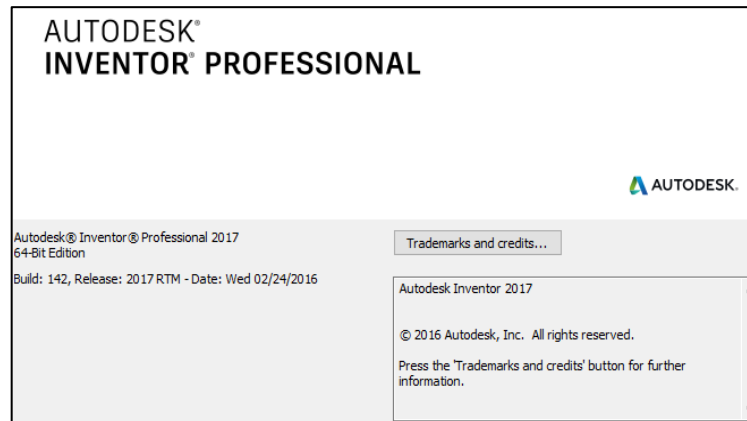 AUTODESK®
INVENTOR® PROFESSIONAL
AUTODESK.
Autodesk® Inventor® Professional 2017
64-Bit Edition
Build: 142, Release: 2017 RTM - Date: Wed 02/24/2016
Trademarks and credits...
Autodesk Inventor 2017
© 2016 Autodesk, Inc.  All rights reserved.
Press the 'Trademarks and credits' button for further
information.